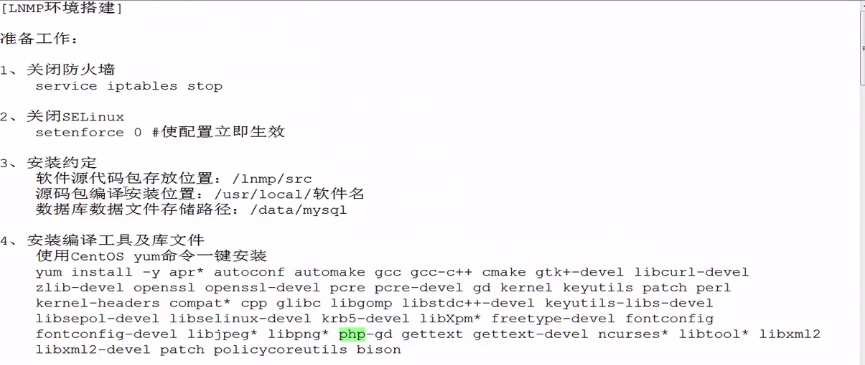 [LNMP环境搭建]
准备工作：
1、关闭防火墙
service iptables stop
2、关闭SELinux
setenforce 0 #使配置立即生效
3、安装约定
软件源代码包存放位置：/lnmp/src
源码包编译安装位置：/usr/local/软件名
数据库数据文件存储路径：/data/mysql
4、安装编译工具及库文件
使用CentOS yum命令一键安装
yum install -y apr* autoconf automake gcc gcc-c++ cmake gtk+-devel libcurl-devel
zlib-devel openssl openssl-devel pcre pcre-devel gd kernel keyutils patch perl
kernel-headers compat* cpp glibc libgomp libstdc++-devel keyutils-libs-devel
libsepol-devel libselinux-devel krb5-devel libXpm* freetype-devel fontconfig
fontconfig-devel libjpeg* libpng* php-gd gettext gettext-devel ncurses* libtool* libxml2
libxml2-devel patch policycoreutils bison